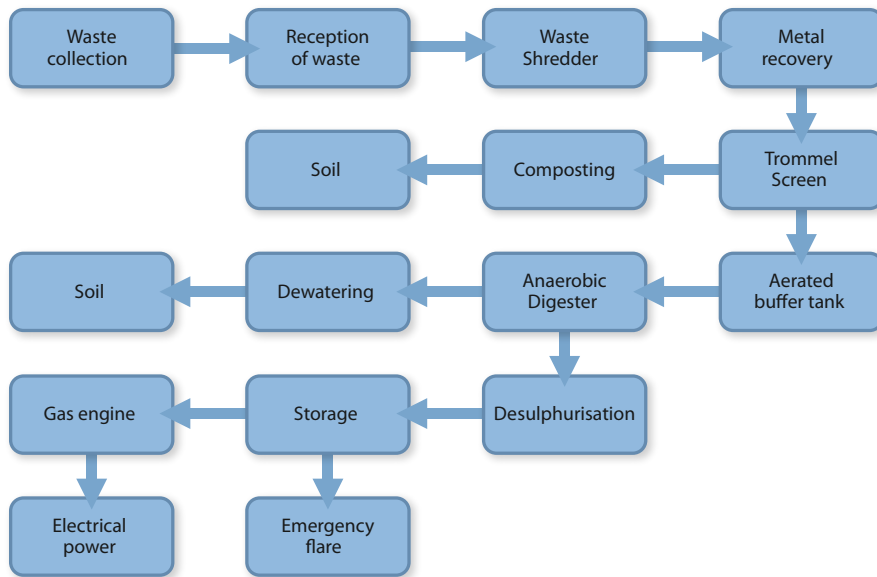 Waste
collection
Reception
of waste
Waste
Shredder
Metal
recovery
Soil
Composting
Trommel
Screen
Soil
Dewatering
Anaerobic
Digester
Aerated
buffer tank
Gas engine
Storage
Desulphurisation
Electrical
power
Emergency
flare